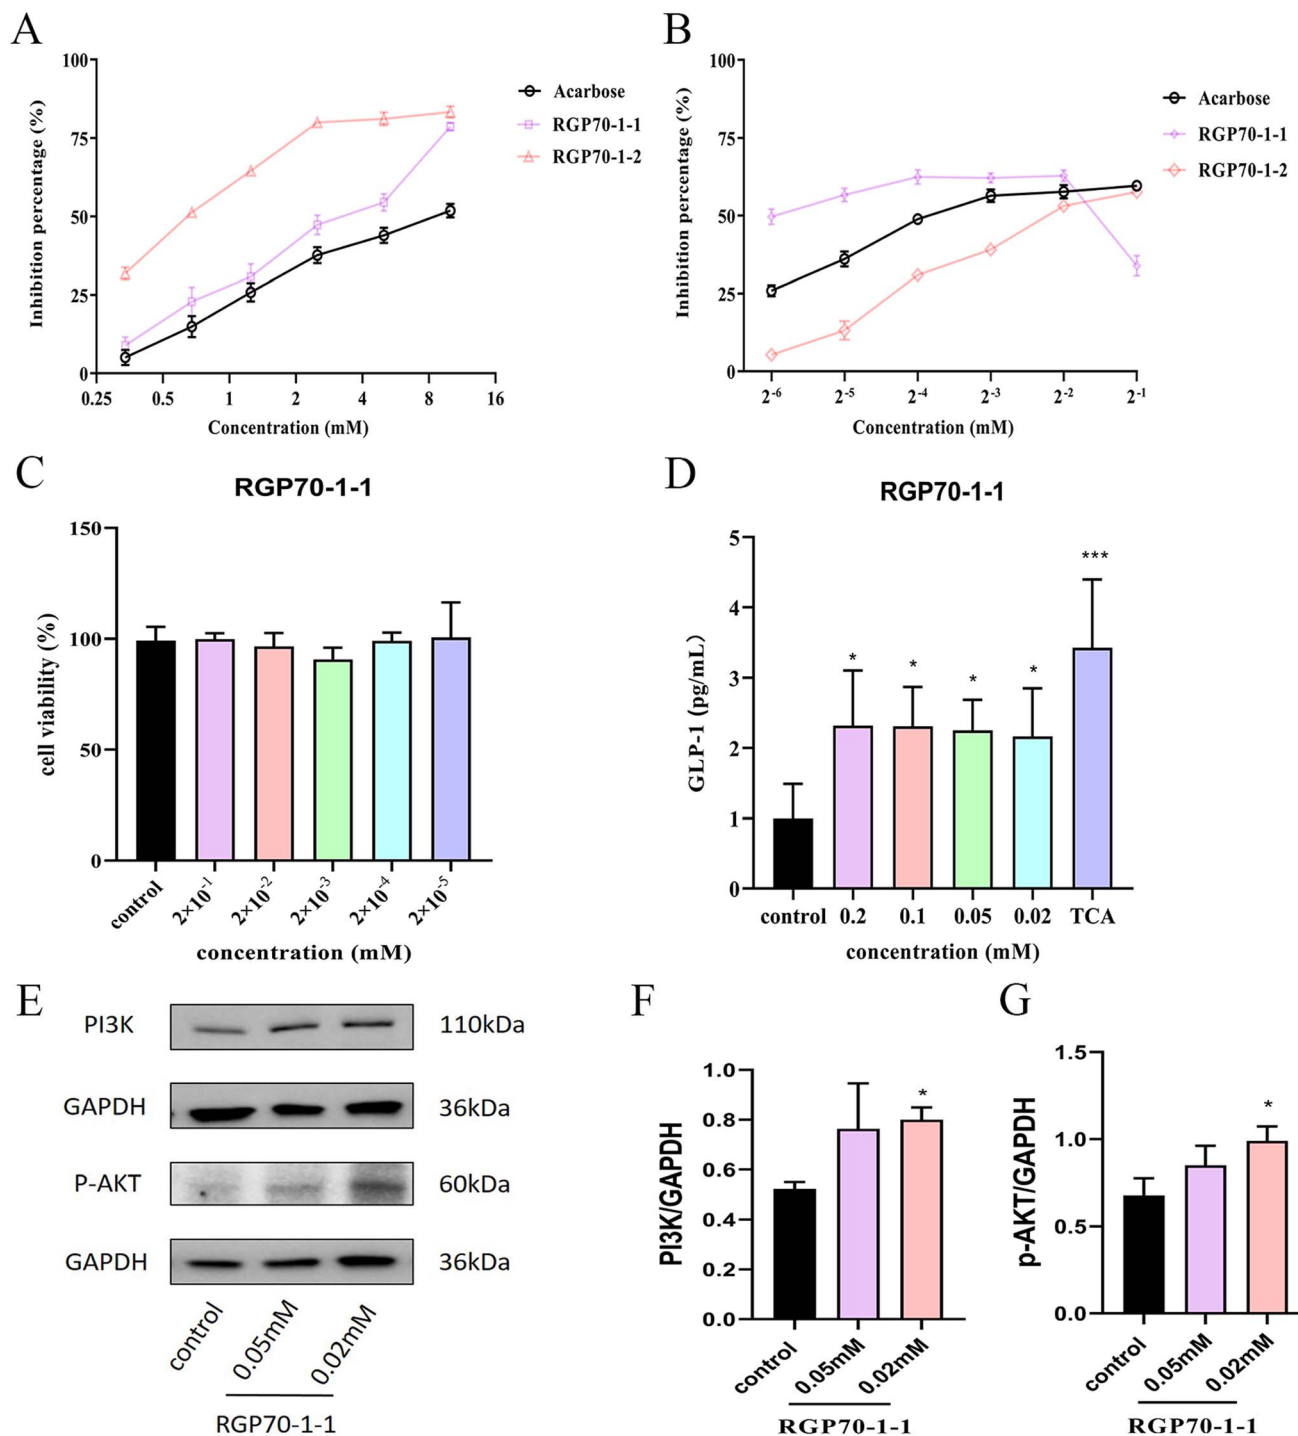 A
Inhibition percentage (%)
100
75
50
25
0
0.25 0.5 1 2 4 8 16
Concentration (mM)
Acarbose
RGP70-1-1
RGP70-1-2
B
Inhibition percentage (%)
100
75
50
25
0
2-6 2-5 2-4 2-3 2-2 2-1
Concentration (mM)
Acarbose
RGP70-1-1
RGP70-1-2
C
RGP70-1-1
cell viability (%)
150
100
50
0
control 2×10-1 2×10-2 2×10-3 2×10-4 2×10-5
concentration (mM)
D
RGP70-1-1
GLP-1 (pg/mL)
5
4
3
2
1
0
* * * * ***
control 0.2 0.1 0.05 0.02 TCA
concentration (mM)
E
PI3K 110kDa
GAPDH 36kDa
P-AKT 60kDa
GAPDH 36kDa
control 0.05mM 0.02mM
RGP70-1-1
F
PI3K/GAPDH
1.0
0.8
0.6
0.4
0.2
0.0
*
control 0.05mM 0.02mM
RGP70-1-1
G
p-AKT/GAPDH
1.5
1.0
0.5
0.0
*
control 0.05mM 0.02mM
RGP70-1-1